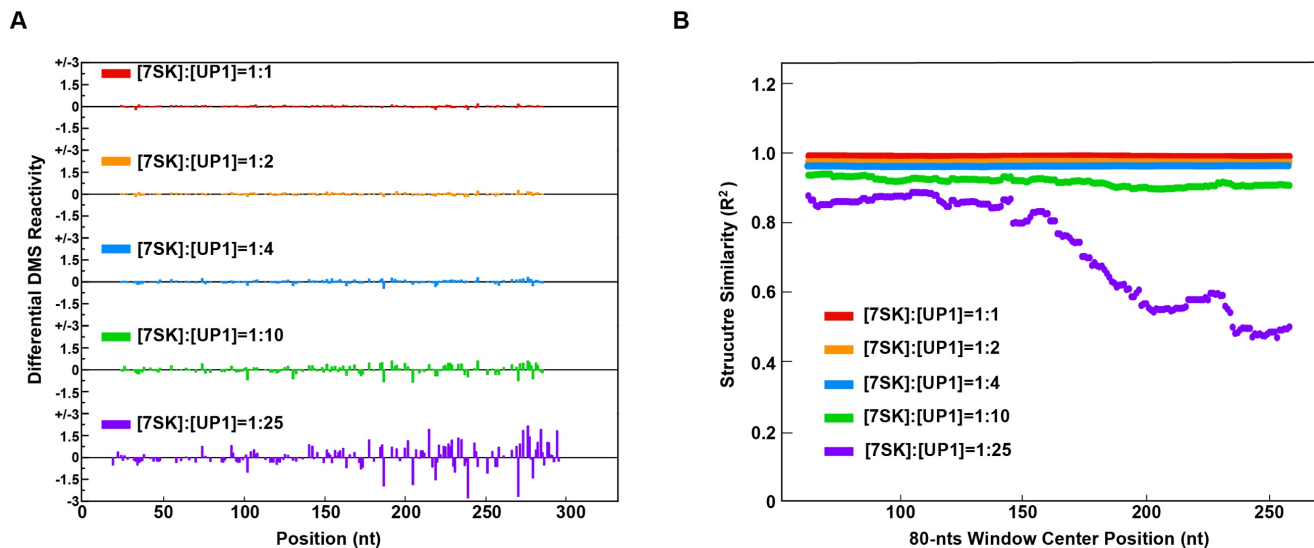 A
Differential DMS Reactivity
+/-3
1.5
0
-1.5
+/-3
1.5
0
-1.5
+/-3
1.5
0
-1.5
+/-3
1.5
0
-1.5
+/-3
1.5
0
-1.5
-3
[7SK]:[UP1]=1:1
[7SK]:[UP1]=1:2
[7SK]:[UP1]=1:4
[7SK]:[UP1]=1:10
[7SK]:[UP1]=1:25
0 50 100 150 200 250 300
Position (nt)
B
Strucutre Similarity (R²)
1.2
1.0
0.8
0.6
0.4
0.2
0
[7SK]:[UP1]=1:1
[7SK]:[UP1]=1:2
[7SK]:[UP1]=1:4
[7SK]:[UP1]=1:10
[7SK]:[UP1]=1:25
100 150 200 250
80-nts Window Center Position (nt)